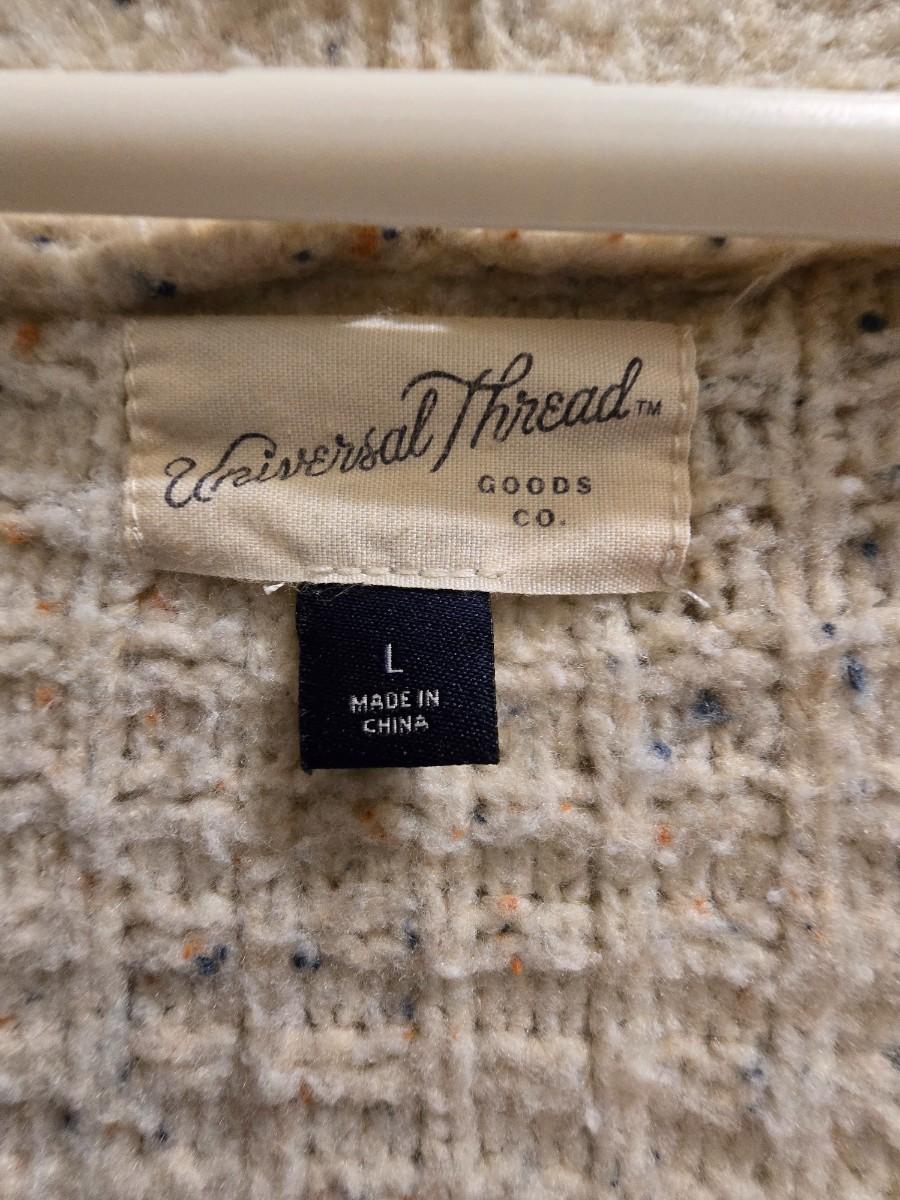 Universal Thread™
GOODS
CO.
L
MADE IN
CHINA